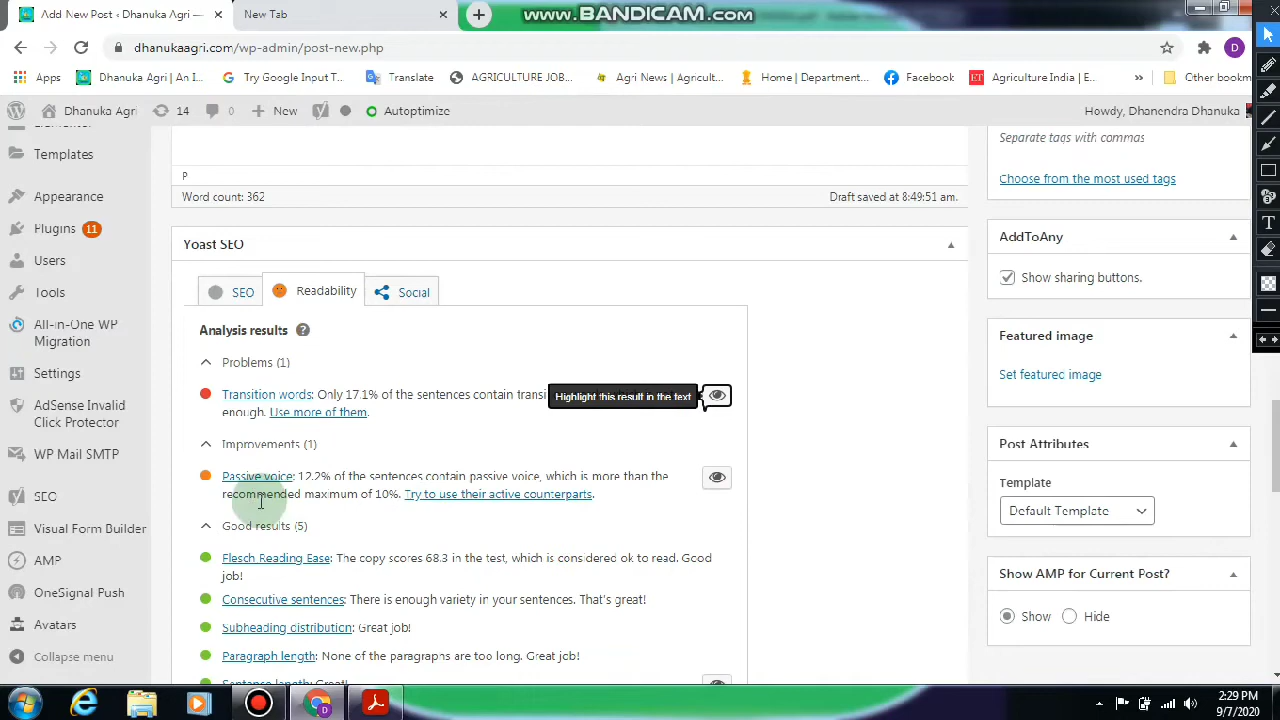 Add New Post - Dhanuka Agri —
New Tab
www.BANDICAM.com
dhanukaagri.com/wp-admin/post-new.php
D
Apps
Dhanuka Agri | An I...
Try Google Input T...
Translate
AGRICULTURE JOB...
Agri News | Agricult...
Home | Department...
Facebook
ET
Agriculture India | E...
»
Other bookm
Dhanuka Agri
14
0
New
Autoptimize
Howdy, Dhanendra Dhanuka
Templates
Appearance
Plugins 11
Users
Tools
All-in-One WP
Migration
Settings
AdSense Invalid
Click Protector
WP Mail SMTP
SEO
Visual Form Builder
AMP
OneSignal Push
Avatars
Collapse menu
P
Word count: 362
Draft saved at 8:49:51 am.
Yoast SEO
SEO
Readability
Social
Analysis results
Problems (1)
Transition words: Only 17.1% of the sentences contain transi
Highlight this result in the text
enough. Use more of them.
Improvements (1)
Passive voice: 12.2% of the sentences contain passive voice, which is more than the
recommended maximum of 10%. Try to use their active counterparts.
Good results (5)
Flesch Reading Ease: The copy scores 68.3 in the test, which is considered ok to read. Good
job!
Consecutive sentences: There is enough variety in your sentences. That's great!
Subheading distribution: Great job!
Paragraph length: None of the paragraphs are too long. Great job!
Sentence length: Great!
Separate tags with commas
Choose from the most used tags
AddToAny
Show sharing buttons.
Featured image
Set featured image
Post Attributes
Template
Default Template
Show AMP for Current Post?
Show
Hide
T
2:29 PM
9/7/2020